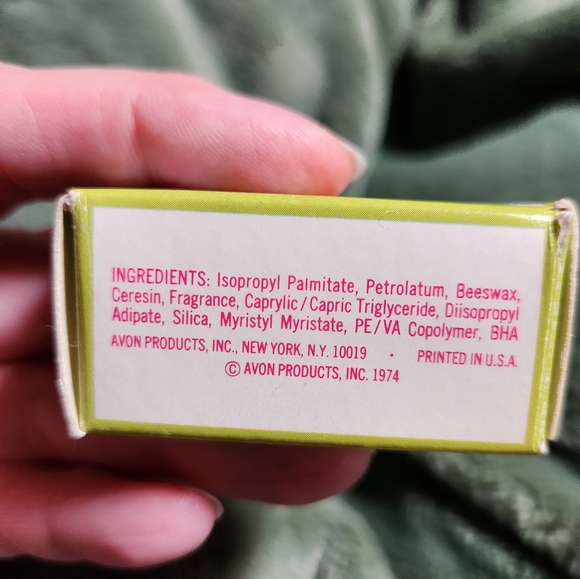 INGREDIENTS: Isopropyl Palmitate, Petrolatum, Beeswax,
Ceresin, Fragrance, Caprylic/Capric Triglyceride, Diisopropyl
Adipate, Silica, Myristyl Myristate, PE/VA Copolymer, BHA
AVON PRODUCTS, INC., NEW YORK, N.Y. 10019 · PRINTED IN U.S.A.
© AVON PRODUCTS, INC. 1974